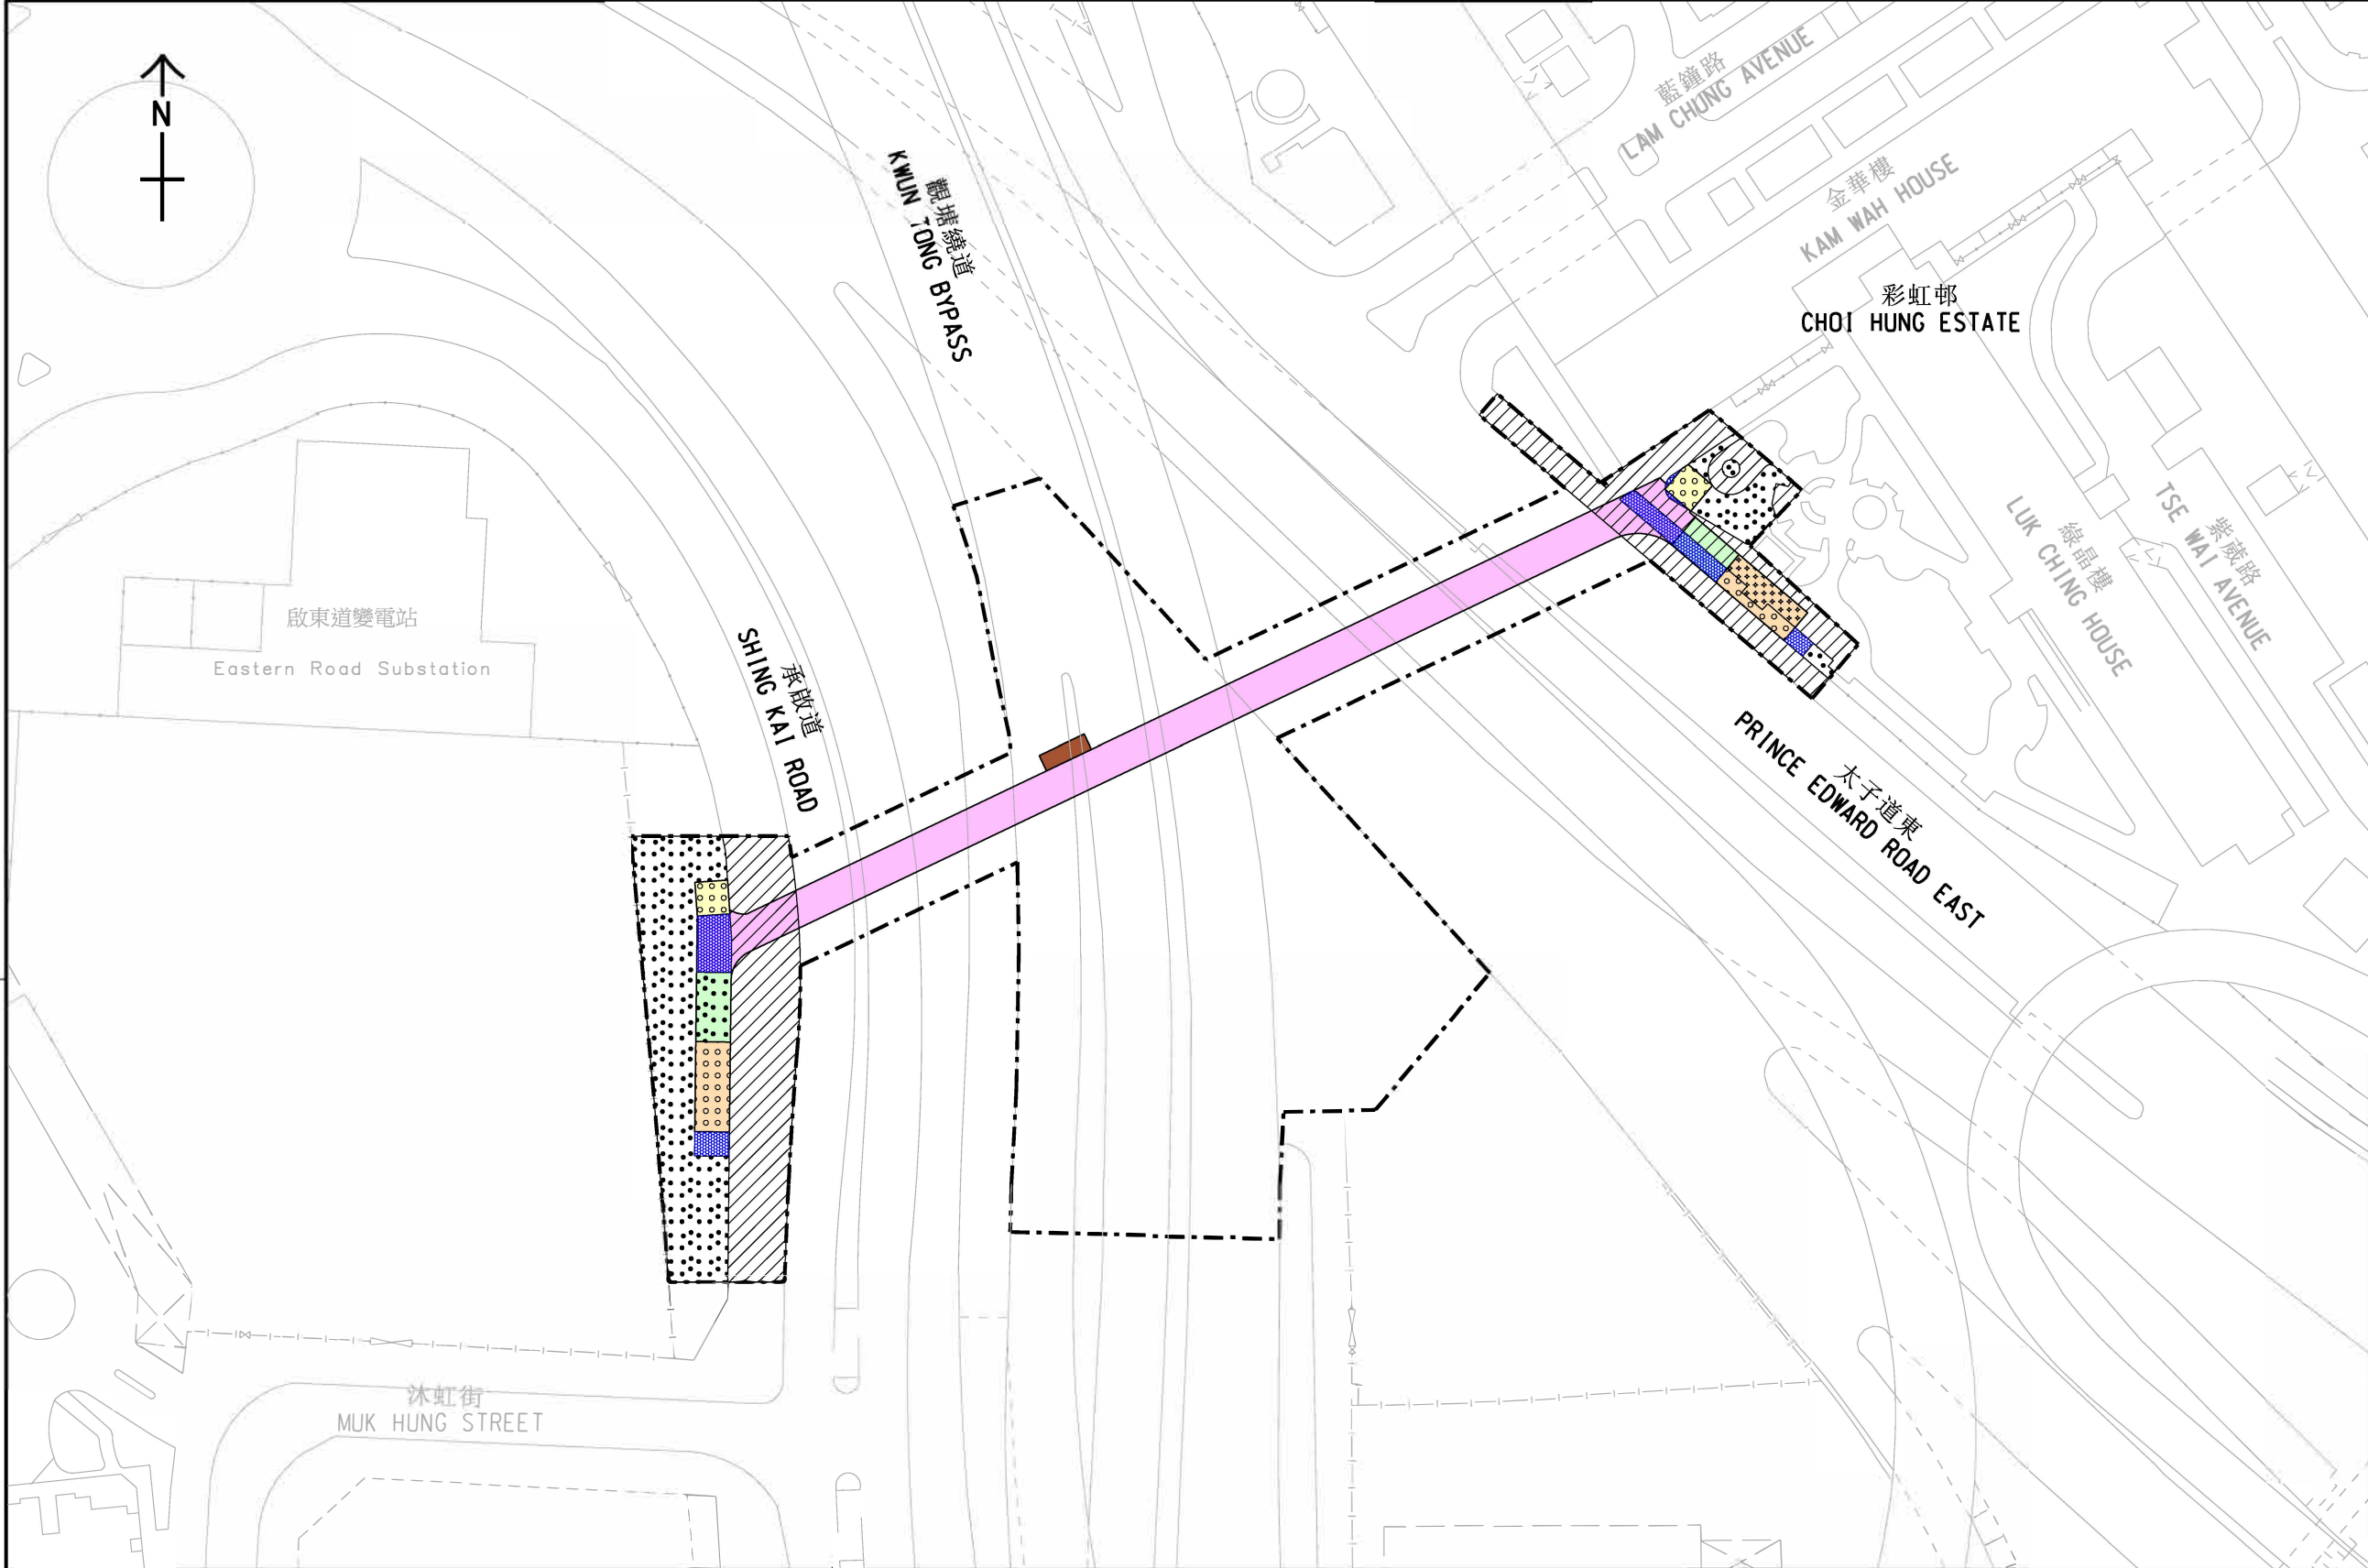 N
藍鐘路
LAM CHUNG AVENUE
觀塘繞道
KWUN TONG BYPASS
金華樓
KAM WAH HOUSE
彩虹邨
CHOI HUNG ESTATE
綠晶樓
LUK CHING HOUSE
紫葳路
TSE WAI AVENUE
啟東道變電站
Eastern Road Substation
承啟道
SHING KAI ROAD
太子道東
PRINCE EDWARD ROAD EAST
沐虹街
MUK HUNG STREET